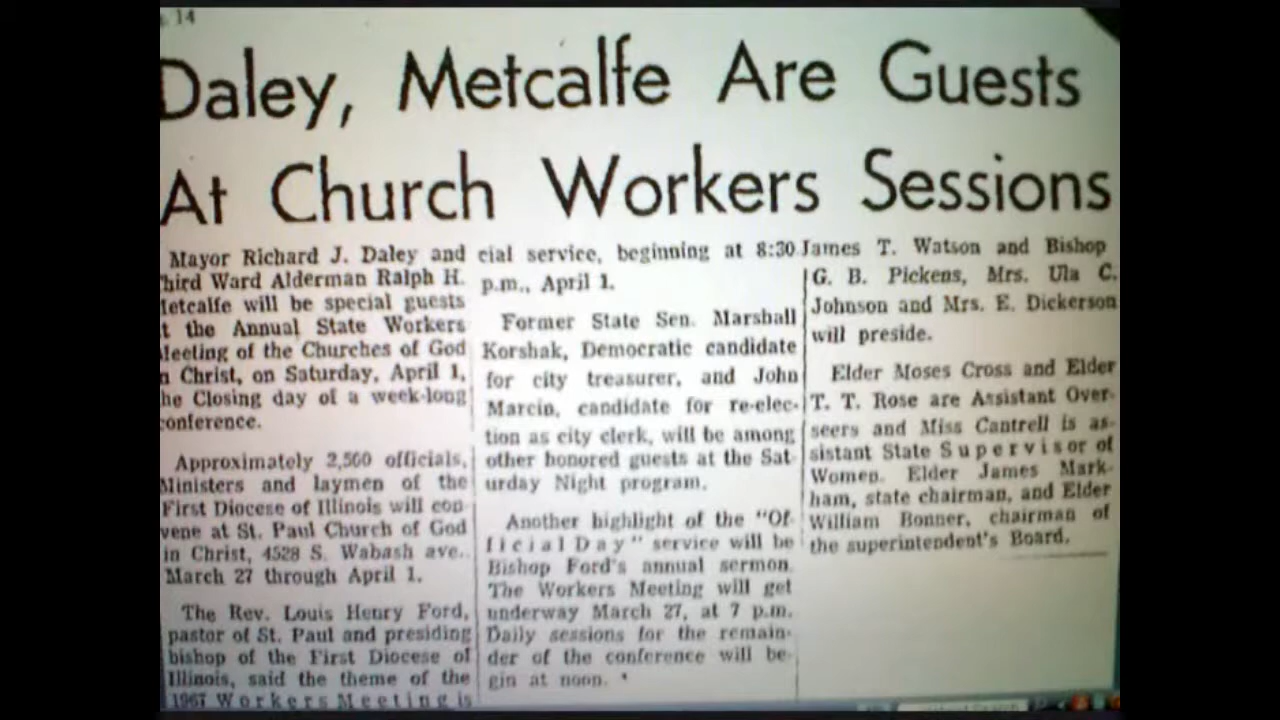 . 14
Daley, Metcalfe Are Guests
At Church Workers Sessions
Mayor Richard J. Daley and
hird Ward Alderman Ralph H.
letcalfe will be special guests
t the Annual State Workers
leeting of the Churches of God
n Christ, on Saturday, April 1,
he Closing day of a week-long
conference.
Approximately 2,500 officials,
Ministers and laymen of the
First Diocese of Illinois will con-
vene at St. Paul Church of God
in Christ, 4528 S. Wabash ave..
March 27 through April 1.
The Rev. Louis Henry Ford,
pastor of St. Paul and presiding
bishop of the First Diocese of
Illinois, said the theme of the
1967 Workers Meeting is
cial service, beginning at 8:30
p.m., April 1.
Former State Sen. Marshall
Korshak, Democratic candidate
for city treasurer, and John
Marcin, candidate for re-elec-
tion as city clerk, will be among
other honored guests at the Sat-
urday Night program.
Another highlight of the "Of-
ficial Day" service will be
Bishop Ford's annual sermon.
The Workers Meeting will get
underway March 27, at 7 p.m.
Daily sessions for the remain-
der of the conference will be-
gin at noon.
James T. Watson and Bishop
G. B. Pickens, Mrs. Ula C.
Johnson and Mrs. E. Dickerson
will preside.
Elder Moses Cross and Elder
T. T. Rose are Assistant Over-
seers and Miss Cantrell is as-
sistant State Supervisor of
Women. Elder James Mark-
ham, state chairman, and Elder
William Bonner, chairman of
the superintendent's Board.